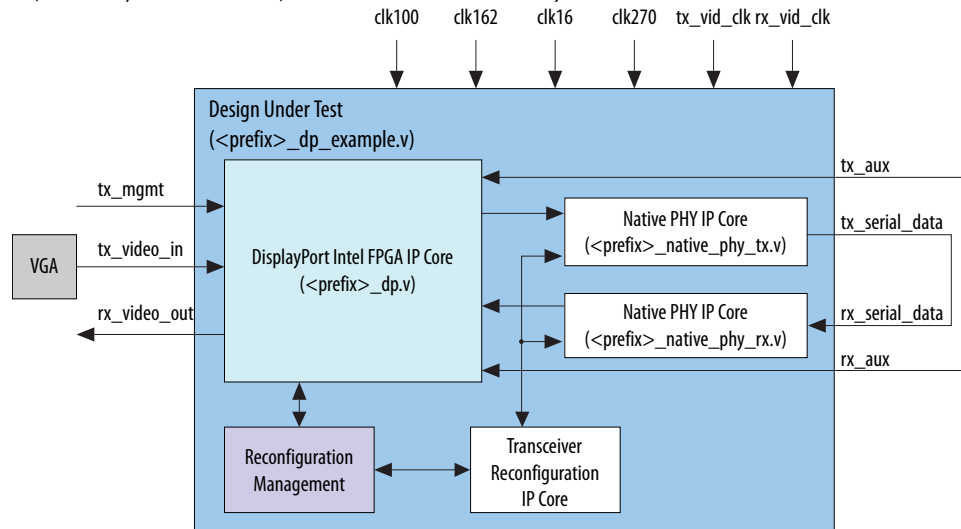 clk100 clk162 clk16 clk270 tx_vid_clk rx_vid_clk
Design Under Test
(<prefix>_dp_example.v)
tx_aux
tx_mgmt
Native PHY IP Core
(<prefix>_native_phy_tx.v)
tx_serial_data
VGA
tx_video_in
DisplayPort Intel FPGA IP Core
(<prefix>_dp.v)
rx_video_out
Native PHY IP Core
(<prefix>_native_phy_rx.v)
rx_serial_data
rx_aux
Reconfiguration
Management
Transceiver
Reconfiguration
IP Core